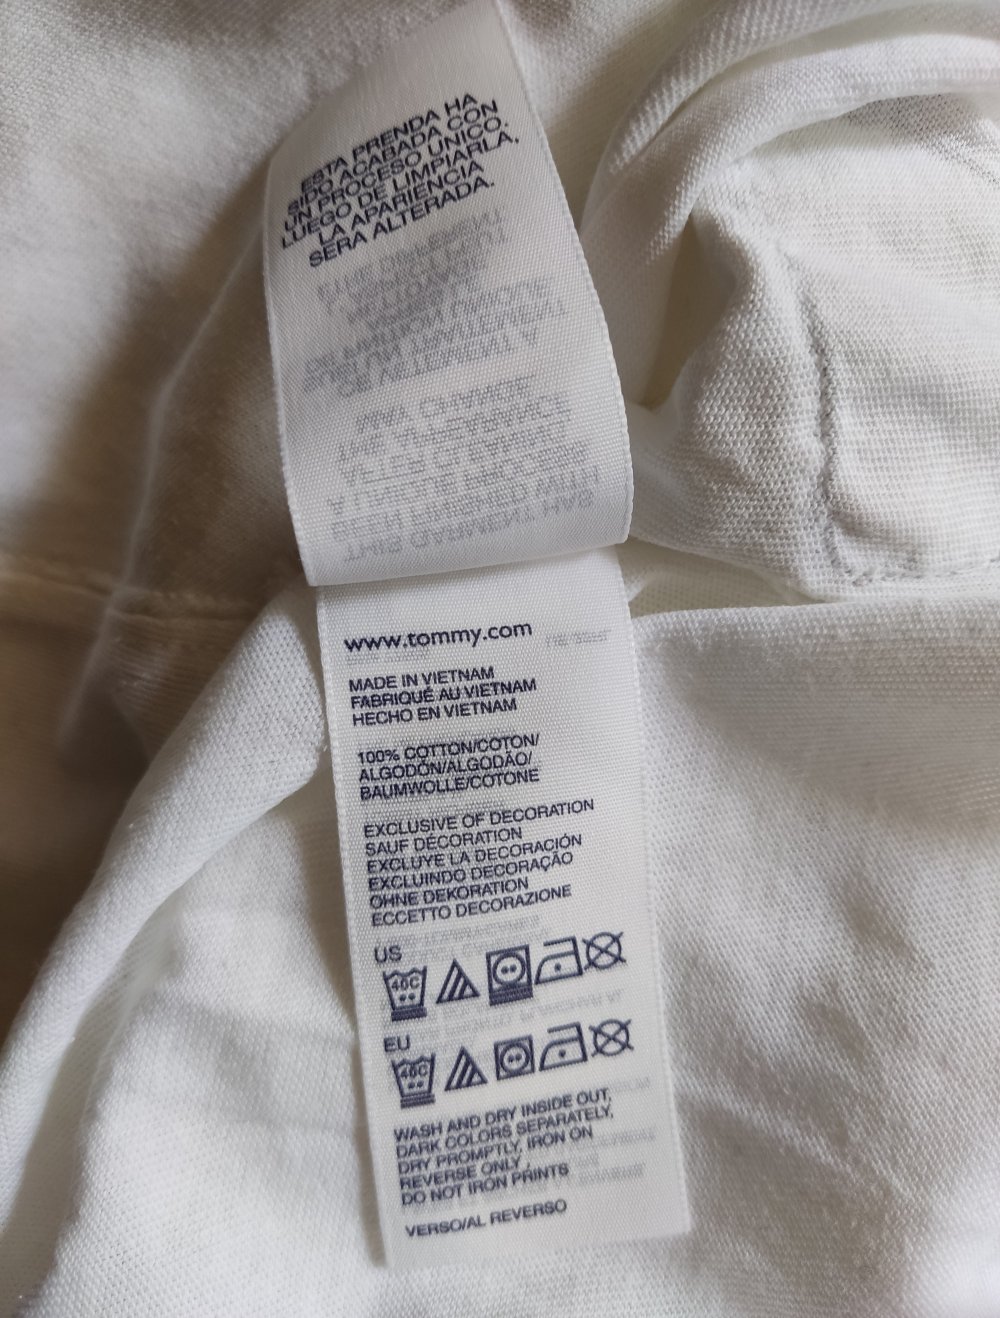 ESTA PRENDA HA
SIDO ACABADA CON
UN PROCESO ÚNICO.
LUEGO DE LIMPIARLA,
LA APARIENCIA
SERA ALTERADA.
www.tommy.com
MADE IN VIETNAM
FABRIQUÉ AU VIETNAM
HECHO EN VIETNAM
100% COTTON/COTON/
ALGODÓN/ALGODÃO/
BAUMWOLLE/COTONE
EXCLUSIVE OF DECORATION
SAUF DÉCORATION
EXCLUYE LA DECORACIÓN
EXCLUINDO DECORAÇÃO
OHNE DEKORATION
ECCETTO DECORAZIONE
US
40C
EU
40C
WASH AND DRY INSIDE OUT,
DARK COLORS SEPARATELY,
DRY PROMPTLY, IRON ON
REVERSE ONLY
DO NOT IRON PRINTS
VERSO/AL REVERSO